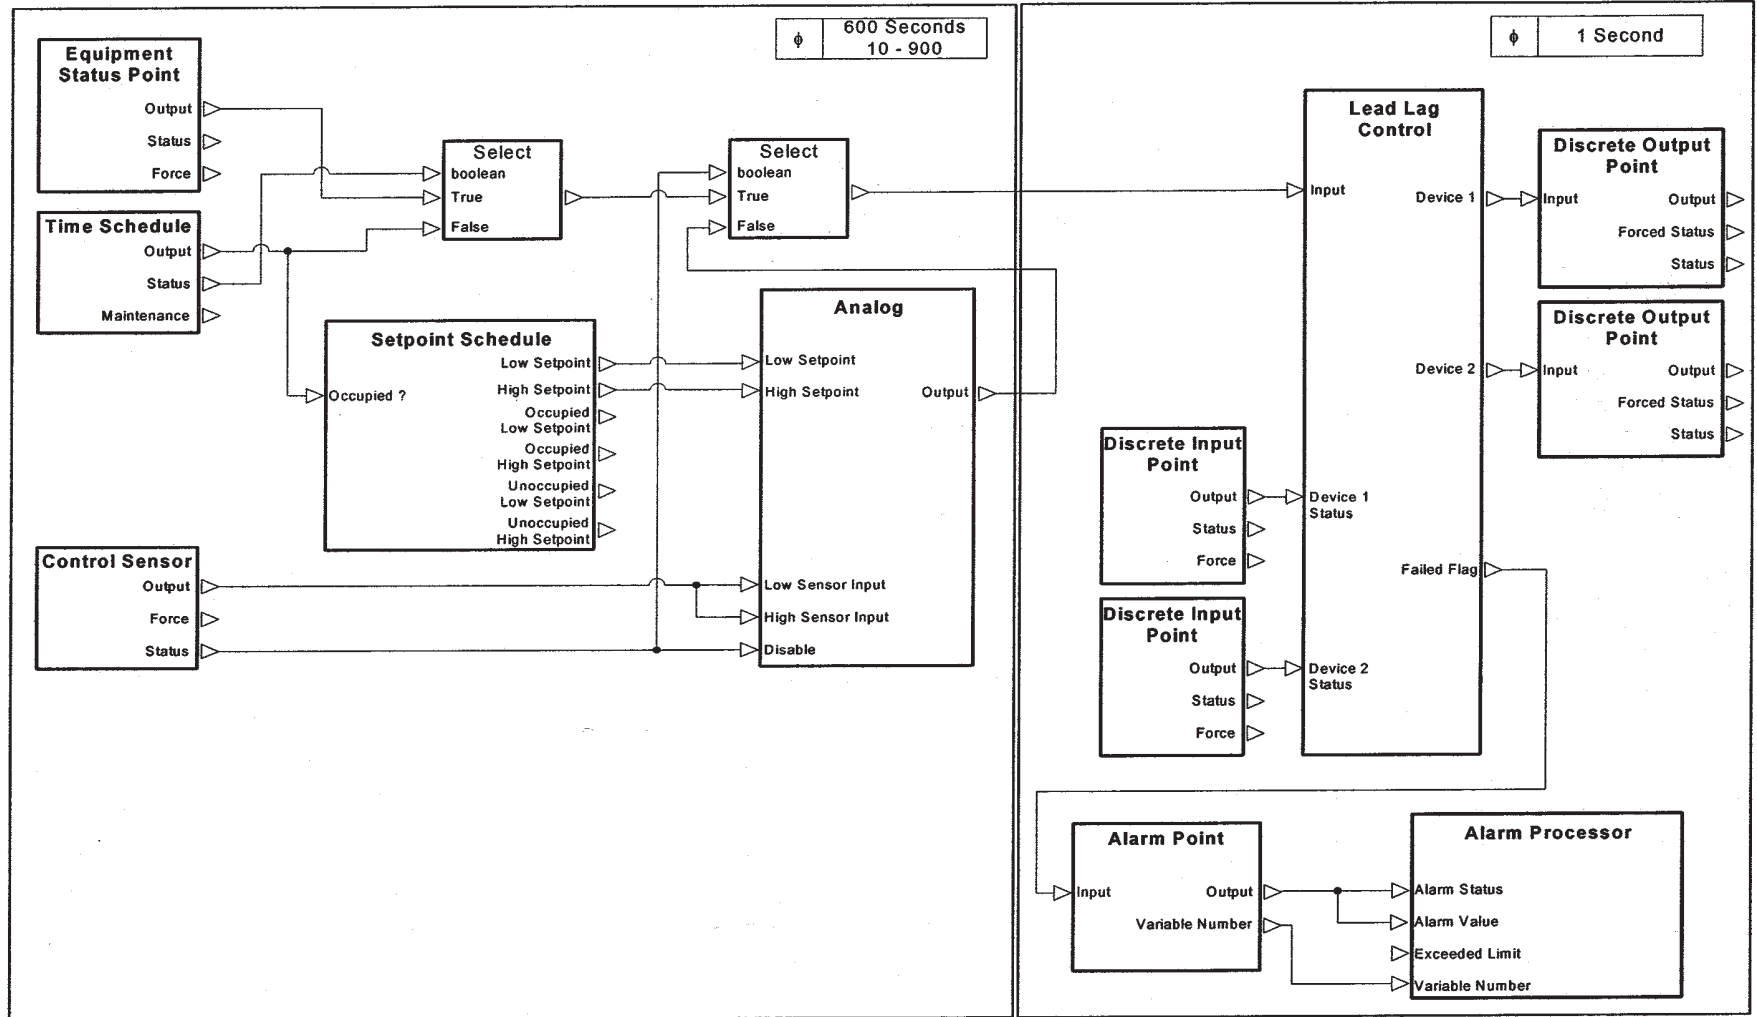 ϕ
600 Seconds
10 - 900
Equipment
Status Point
Output
Status
Force
Time Schedule
Output
Status
Maintenance
Select
boolean
True
False
Select
boolean
True
False
Setpoint Schedule
Occupied ?
Low Setpoint
High Setpoint
Occupied
Low Setpoint
Occupied
High Setpoint
Unoccupied
Low Setpoint
Unoccupied
High Setpoint
Analog
Low Setpoint
High Setpoint
Output
Low Sensor Input
High Sensor Input
Disable
Control Sensor
Output
Force
Status
ϕ
1 Second
Lead Lag
Control
Input
Device 1
Device 2
Device 1
Status
Failed Flag
Device 2
Status
Discrete Output
Point
Input
Output
Forced Status
Status
Discrete Output
Point
Input
Output
Forced Status
Status
Discrete Input
Point
Output
Status
Force
Discrete Input
Point
Output
Status
Force
Alarm Point
Input
Output
Variable Number
Alarm Processor
Alarm Status
Alarm Value
Exceeded Limit
Variable Number